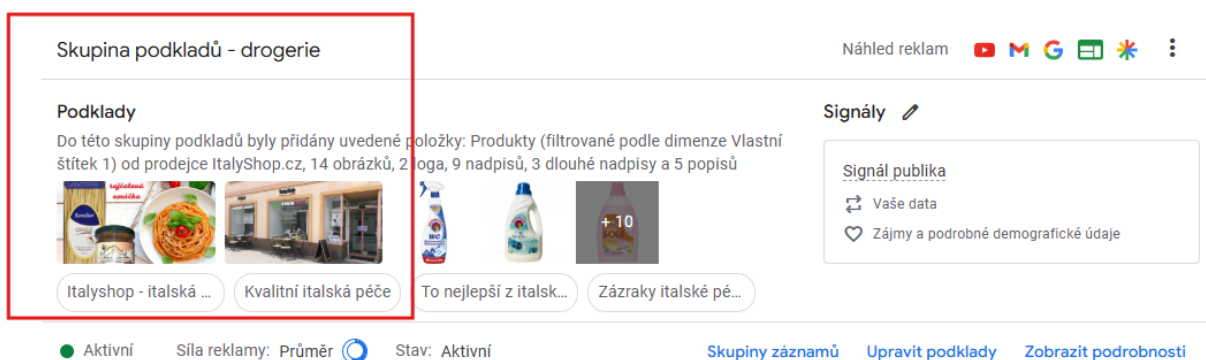 Skupina podkladů - drogerie
Náhled reklam
Podklady
Do této skupiny podkladů byly přidány uvedené položky: Produkty (filtrované podle dimenze Vlastní
štítek 1) od prodejce ItalyShop.cz, 14 obrázků, 2 loga, 9 nadpisů, 3 dlouhé nadpisy a 5 popisů
rajčatová
omáčka
WC
+ 10
Italyshop - italská ...
Kvalitní italská péče
To nejlepší z italsk...
Zázraky italské pé...
Signály
Signál publika
Vaše data
Zájmy a podrobné demografické údaje
Aktivní
Síla reklamy: Průměr
Stav: Aktivní
Skupiny záznamů
Upravit podklady
Zobrazit podrobnosti